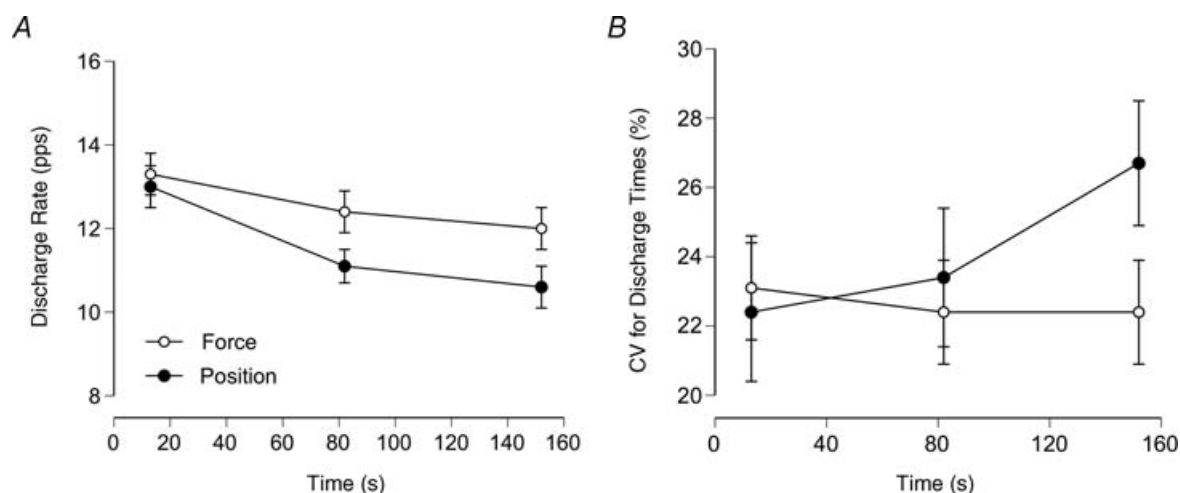 A
Discharge Rate (pps)
16
14
12
10
8
Force
Position
0 20 40 60 80 100 120 140 160
Time (s)
B
CV for Discharge Times (%)
30
28
26
24
22
20
0 40 80 120 160
Time (s)